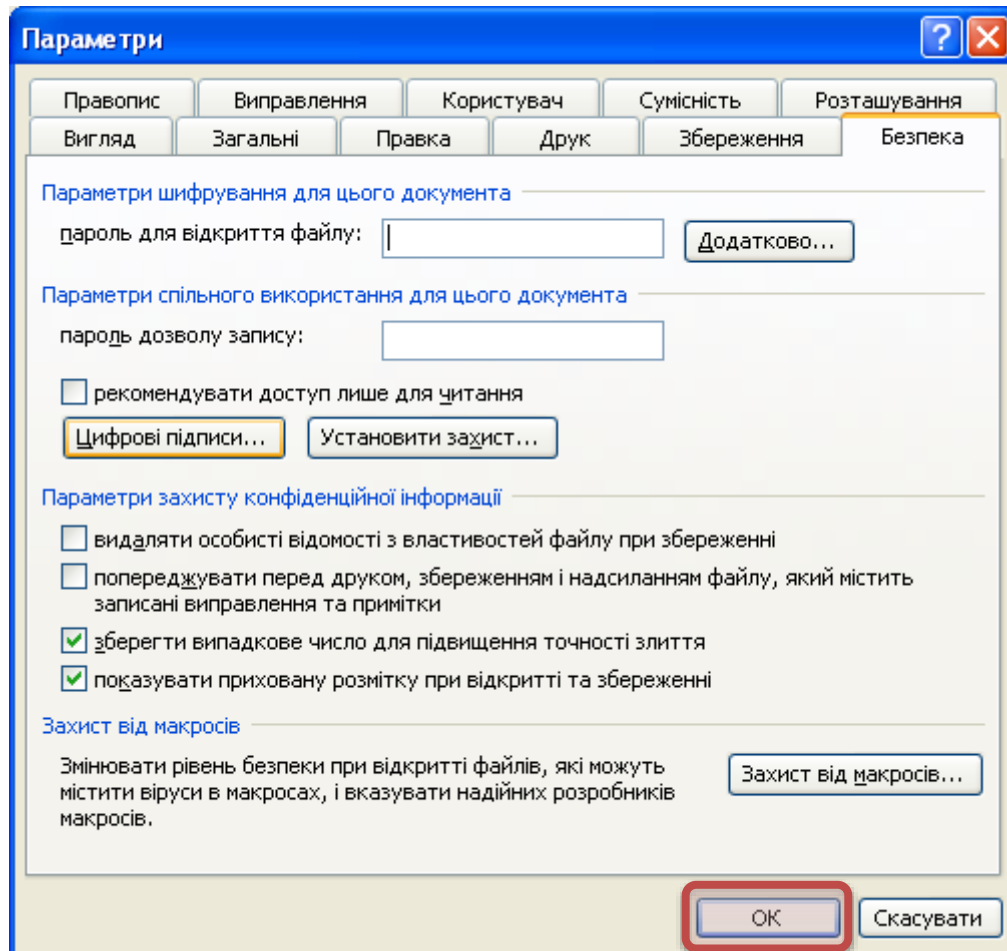 Параметри
Правопис Виправлення Користувач Сумісність Розташування
Вигляд Загальні Правка Друк Збереження Безпека
Параметри шифрування для цього документа
пароль для відкриття файлу: Додатково...
Параметри спільного використання для цього документа
пароль дозволу запису:
рекомендувати доступ лише для читання
Цифрові підписи... Установити захист...
Параметри захисту конфіденційної інформації
видаляти особисті відомості з властивостей файлу при збереженні
попереджувати перед друком, збереженням і надсиланням файлу, який містить
записані виправлення та примітки
зберегти випадкове число для підвищення точності злиття
показувати приховану розмітку при відкритті та збереженні
Захист від макросів
Змінювати рівень безпеки при відкритті файлів, які можуть
містити віруси в макросах, і вказувати надійних розробників
макросів.
Захист від макросів...
ОК Скасувати